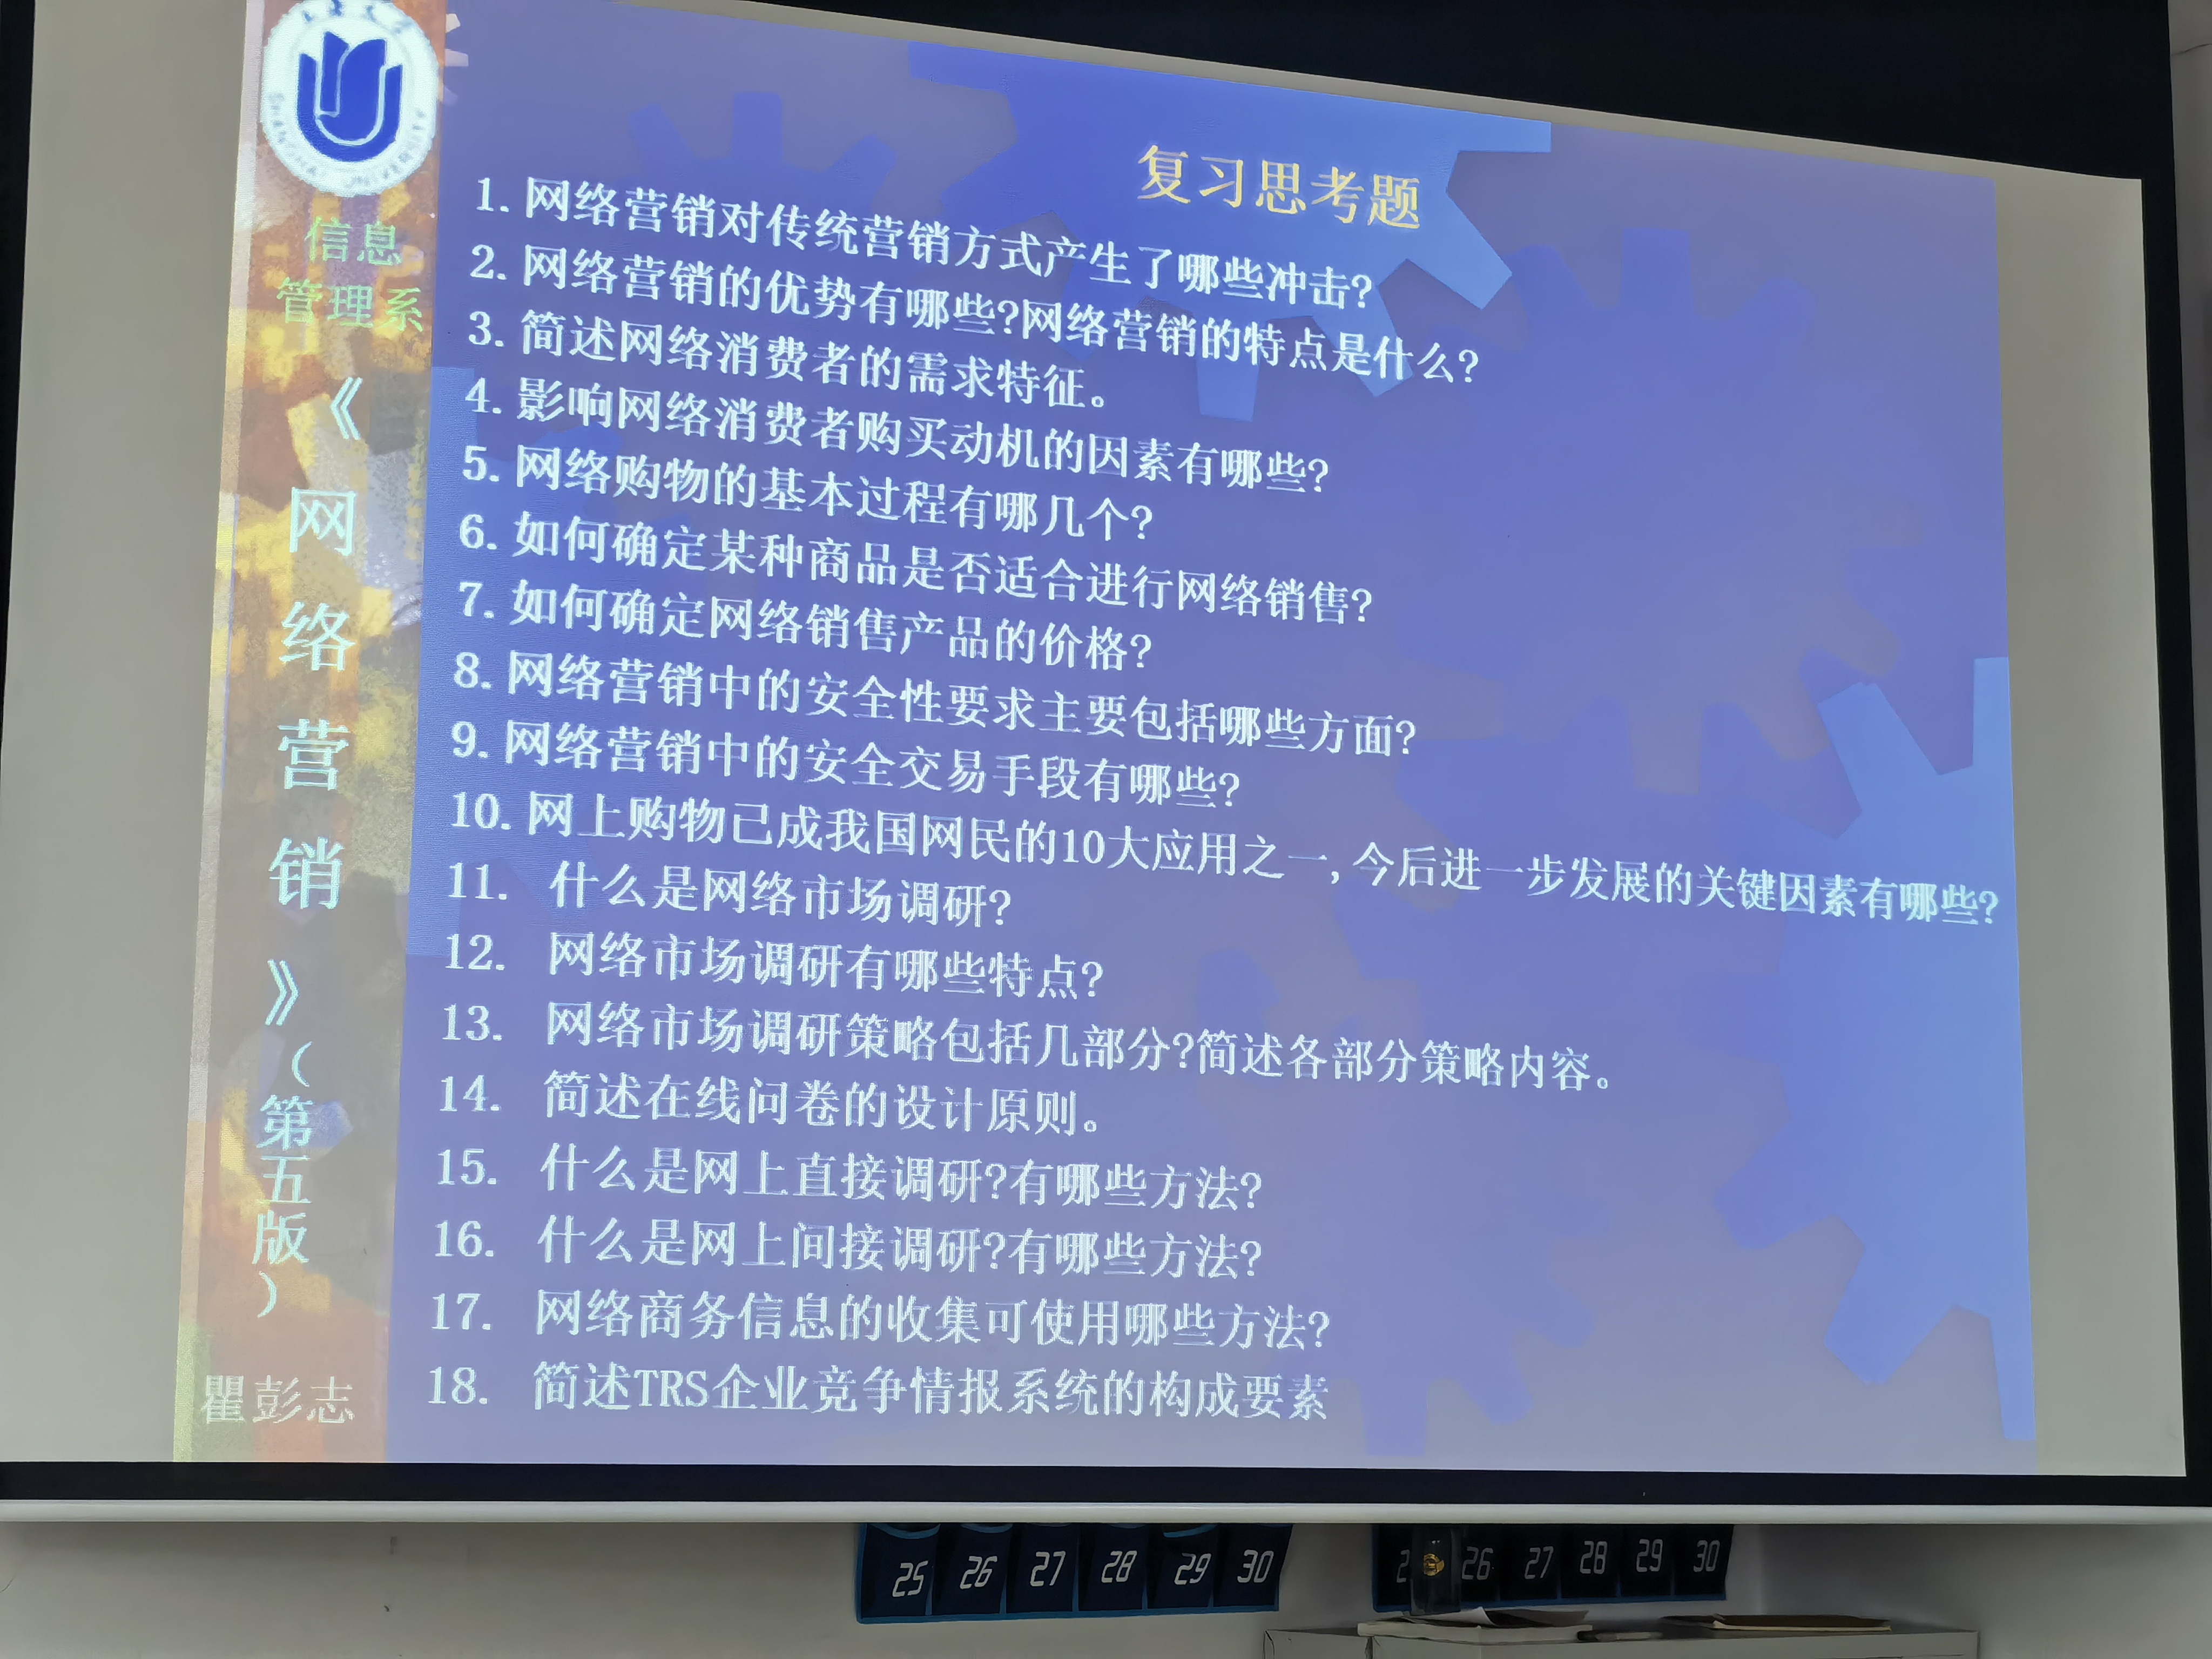 复习思考题
1. 网络营销对传统营销方式产生了哪些冲击?
2. 网络营销的优势有哪些?网络营销的特点是什么?
3. 简述网络消费者的需求特征。
4. 影响网络消费者购买动机的因素有哪些?
5. 网络购物的基本过程有哪几个?
6. 如何确定某种商品是否适合进行网络销售?
7. 如何确定网络销售产品的价格?
8. 网络营销中的安全性要求主要包括哪些方面?
9. 网络营销中的安全交易手段有哪些?
10. 网上购物已成我国网民的10大应用之一, 今后进一步发展的关键因素有哪些?
11. 什么是网络市场调研?
12. 网络市场调研有哪些特点?
13. 网络市场调研策略包括几部分?简述各部分策略内容。
14. 简述在线问卷的设计原则。
15. 什么是网上直接调研?有哪些方法?
16. 什么是网上间接调研?有哪些方法?
17. 网络商务信息的收集可使用哪些方法?
18. 简述TRS企业竞争情报系统的构成要素
信息
管理系
《网络营销》(第五版)
瞿彭志
25 26 27 28 29 30
26 27 28 29 30